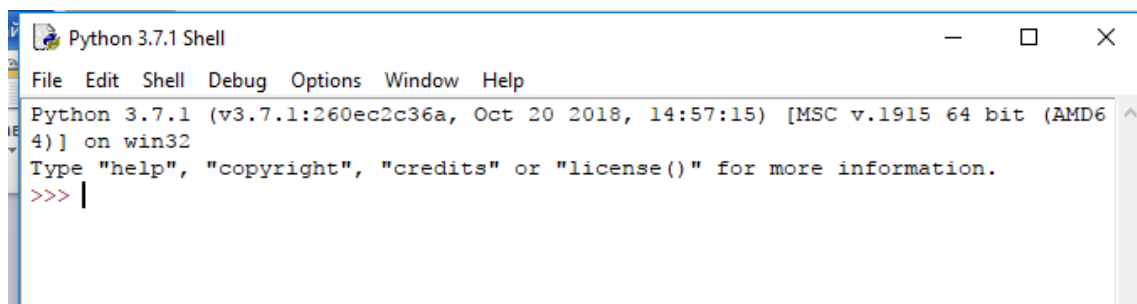 Python 3.7.1 Shell
File Edit Shell Debug Options Window Help
Python 3.7.1 (v3.7.1:260ec2c36a, Oct 20 2018, 14:57:15) [MSC v.1915 64 bit (AMD6
4)] on win32
Type "help", "copyright", "credits" or "license()" for more information.
>>>